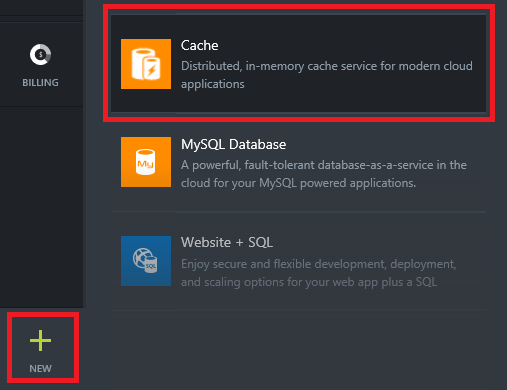 BILLING
Cache
Distributed, in-memory cache service for modern cloud
applications
My
MySQL Database
A powerful, fault-tolerant database-as-a-service in the
cloud for your MySQL powered applications.
SQL
Website + SQL
Enjoy secure and flexible development, deployment,
and scaling options for your web app plus a SQL
NEW